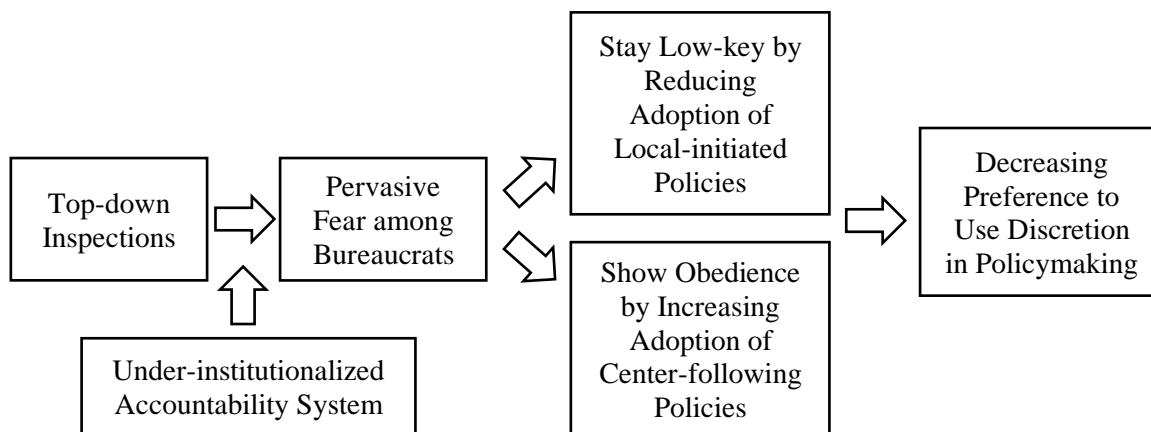 Top-down
Inspections
Under-institutionalized
Accountability System
Pervasive
Fear among
Bureaucrats
Stay Low-key by
Reducing
Adoption of
Local-initiated
Policies
Show Obedience
by Increasing
Adoption of
Center-following
Policies
Decreasing
Preference to
Use Discretion
in Policymaking